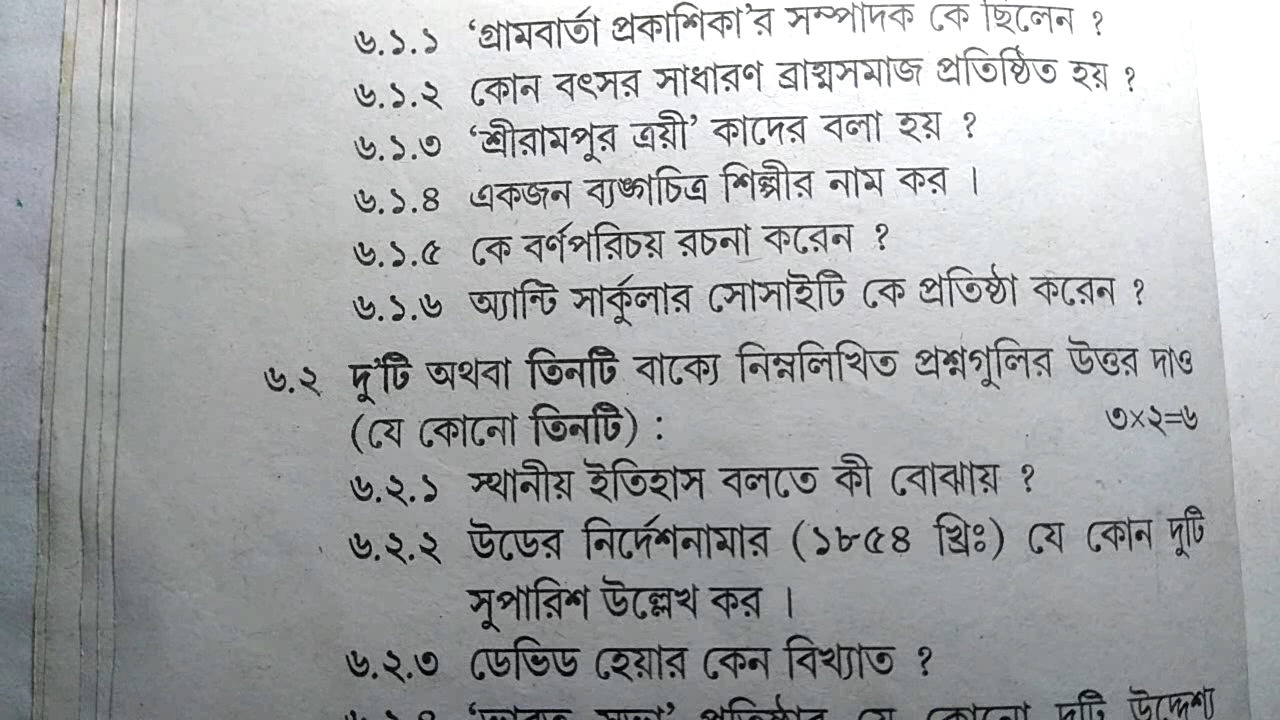 ৬.১.১ ‘গ্রামবার্তা প্রকাশিকা’র সম্পাদক কে ছিলেন ?
৬.১.২ কোন বৎসর সাধারণ ব্রাহ্মসমাজ প্রতিষ্ঠিত হয় ?
৬.১.৩ ‘শ্রীরামপুর ত্রয়ী’ কাদের বলা হয় ?
৬.১.৪ একজন ব্যঙ্গচিত্র শিল্পীর নাম কর ।
৬.১.৫ কে বর্ণপরিচয় রচনা করেন ?
৬.১.৬ অ্যান্টি সার্কুলার সোসাইটি কে প্রতিষ্ঠা করেন ?
৬.২ দু’টি অথবা তিনটি বাক্যে নিম্নলিখিত প্রশ্নগুলির উত্তর দাও
(যে কোনো তিনটি) : ৩×২=৬
৬.২.১ স্থানীয় ইতিহাস বলতে কী বোঝায় ?
৬.২.২ উডের নির্দেশনামার (১৮৫৪ খ্রিঃ) যে কোন দুটি
সুপারিশ উল্লেখ কর ।
৬.২.৩ ডেভিড হেয়ার কেন বিখ্যাত ?
প্রতিষ্ঠার যে কোনো দুটি উদ্দেশ্য